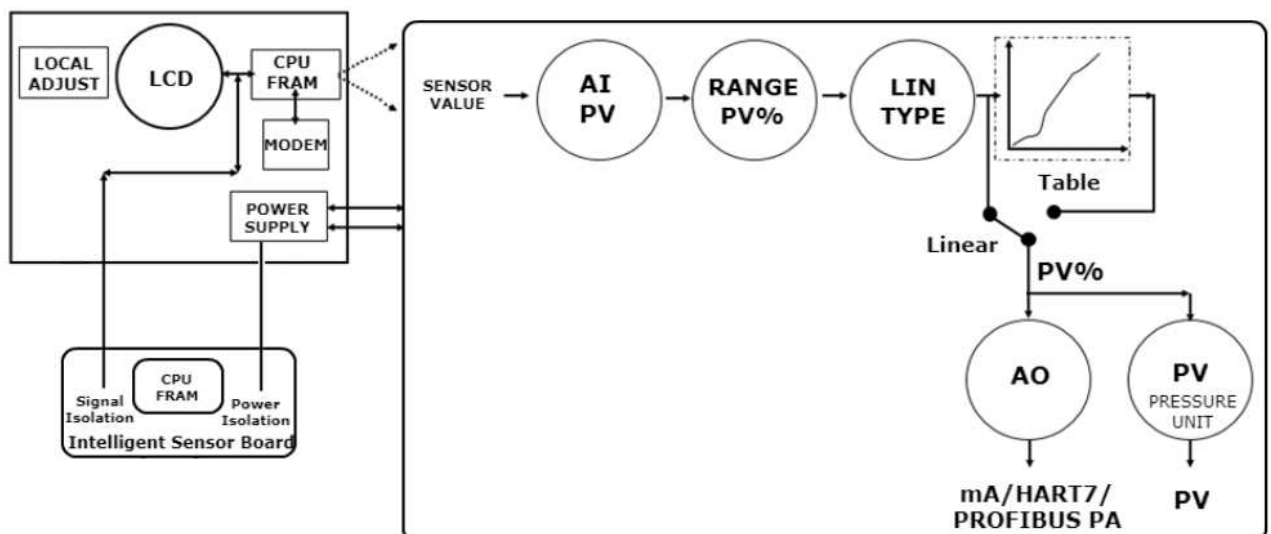 LOCAL
ADJUST
LCD
CPU
FRAM
MODEM
POWER
SUPPLY
CPU
FRAM
Signal
Isolation
Power
Isolation
Intelligent Sensor Board
SENSOR
VALUE
AI
PV
RANGE
PV%
LIN
TYPE
Table
Linear
PV%
AO
PV
PRESSURE
UNIT
mA/HART7/
PROFIBUS PA
PV